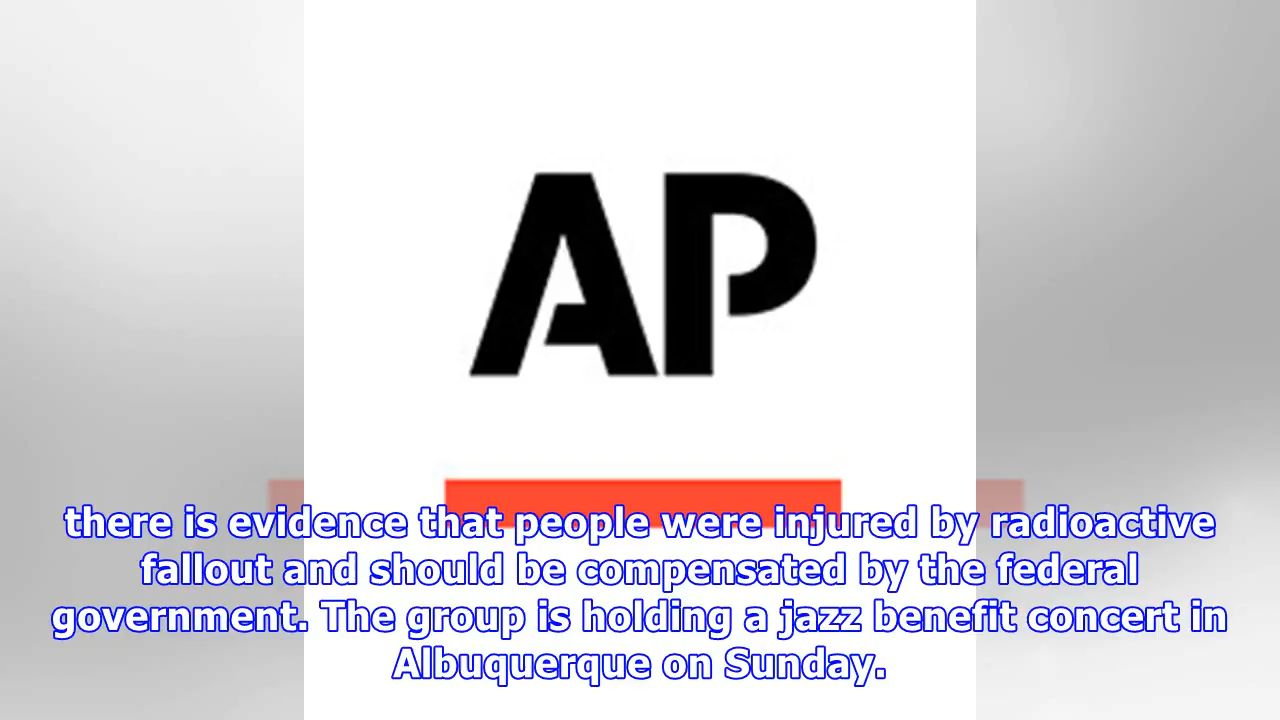 AP
there is evidence that people were injured by radioactive
fallout and should be compensated by the federal
government. The group is holding a jazz benefit concert in
Albuquerque on Sunday.